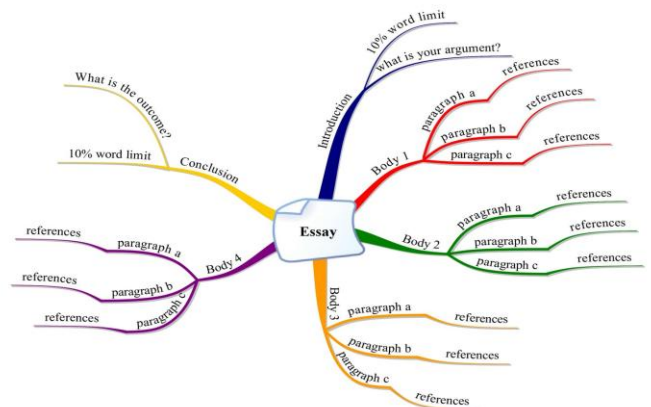 Essay
Introduction
10% word limit
what is your argument?
Body 1
paragraph a
references
paragraph b
references
paragraph c
references
Body 2
paragraph a
references
paragraph b
references
paragraph c
references
Body 3
paragraph a
references
paragraph b
references
paragraph c
references
Body 4
paragraph a
references
paragraph b
references
paragraph c
references
Conclusion
10% word limit
What is the outcome?